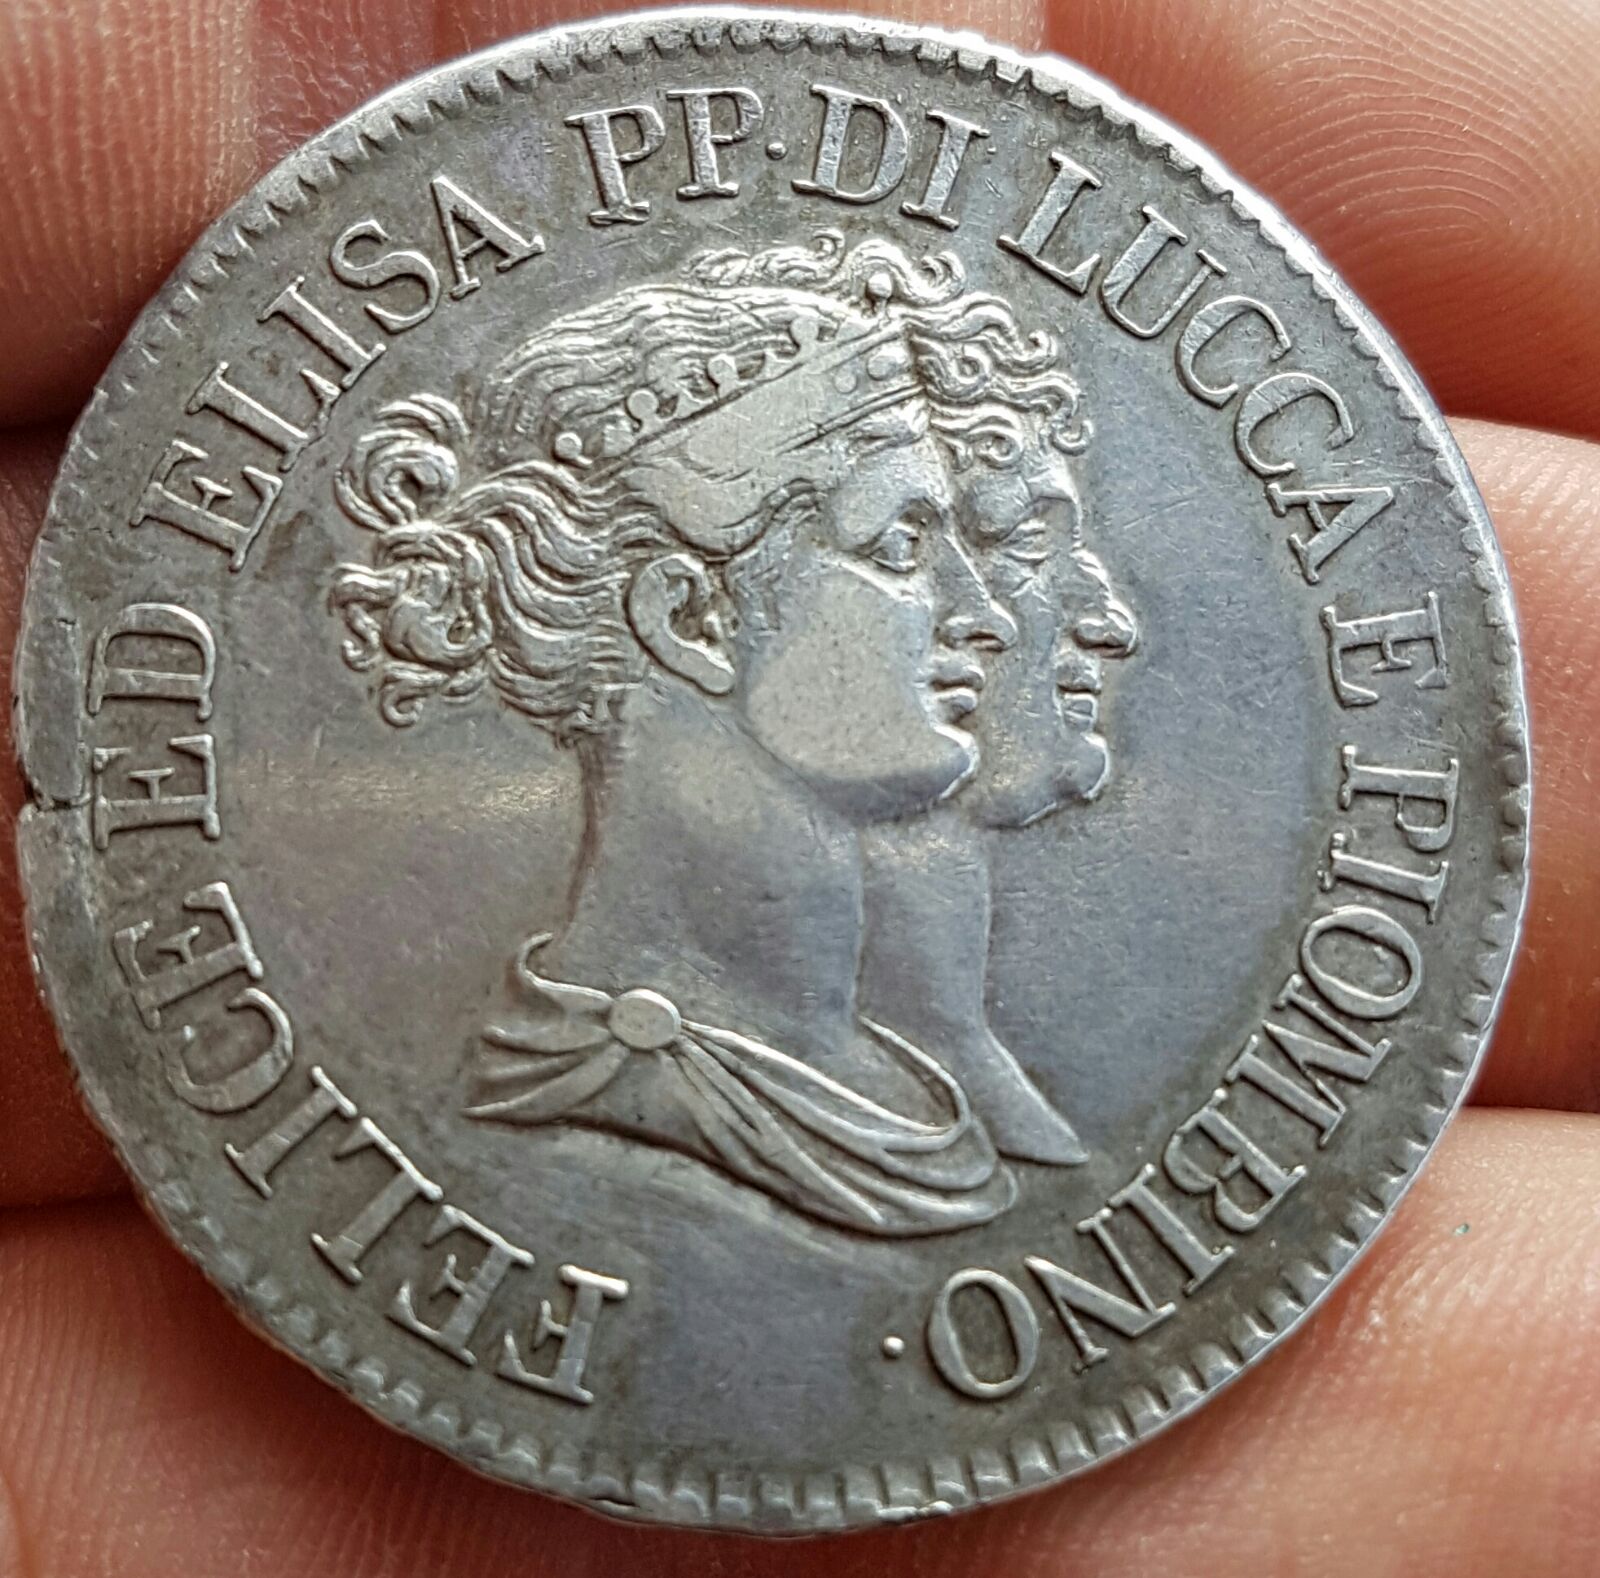 FELICE ED ELISA PP. DI LUCCA E PIOMBINO.